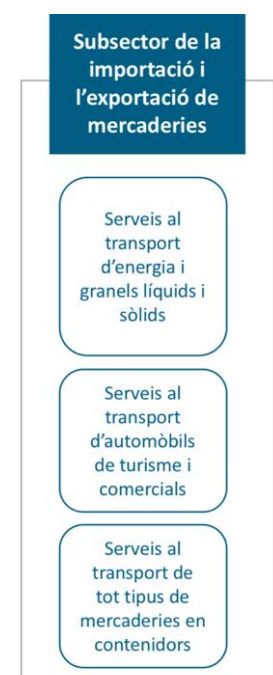 Subsector de la
importació i
l’exportació de
mercaderies
Serveis al
transport
d’energia i
granels líquids i
sòlids
Serveis al
transport
d’automòbils
de turisme i
comercials
Serveis al
transport de
tot tipus de
mercaderies en
contenidors